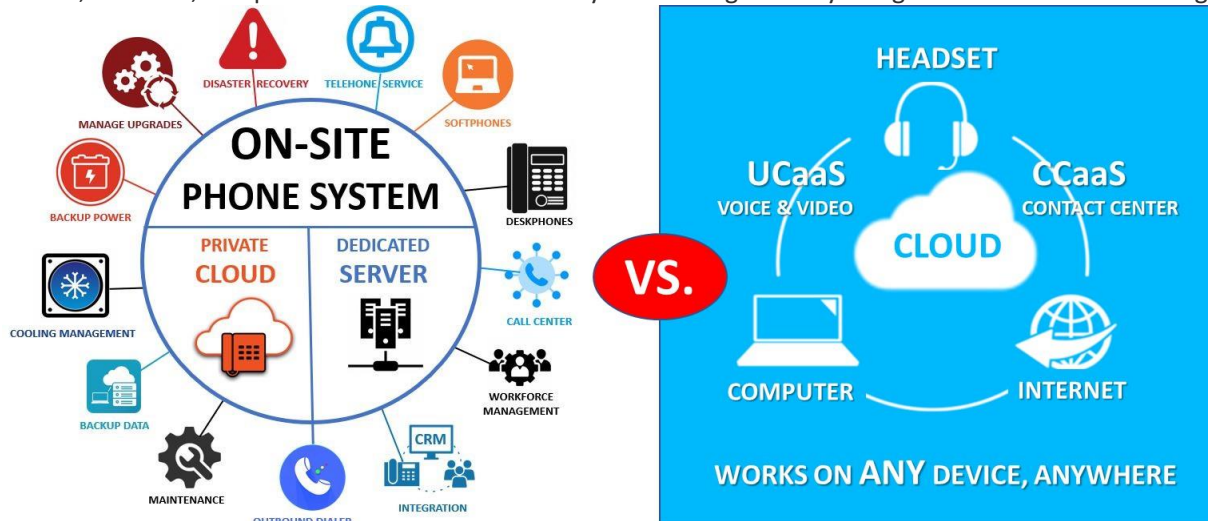 DISASTER RECOVERY
TELEHONE SERVICE
MANAGE UPGRADES
SOFTPHONES
ON-SITE
PHONE SYSTEM
BACKUP POWER
DESKPHONES
PRIVATE
CLOUD
DEDICATED
SERVER
COOLING MANAGEMENT
CALL CENTER
BACKUP DATA
WORKFORCE
MANAGEMENT
MAINTENANCE
CRM
INTEGRATION
OUTBOUND DIALER
VS.
HEADSET
UCaaS
VOICE & VIDEO
CCaaS
CONTACT CENTER
CLOUD
COMPUTER
INTERNET
WORKS ON ANY DEVICE, ANYWHERE